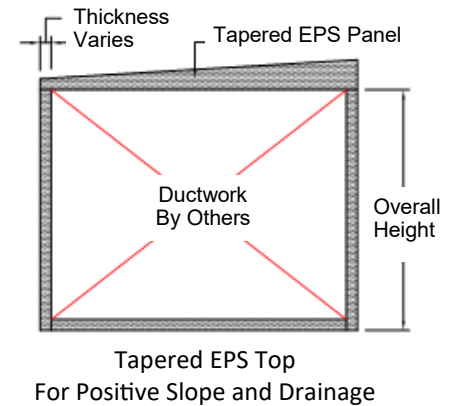 Thickness
Varies
Tapered EPS Panel
Ductwork
By Others
Overall
Height
Tapered EPS Top
For Positive Slope and Drainage